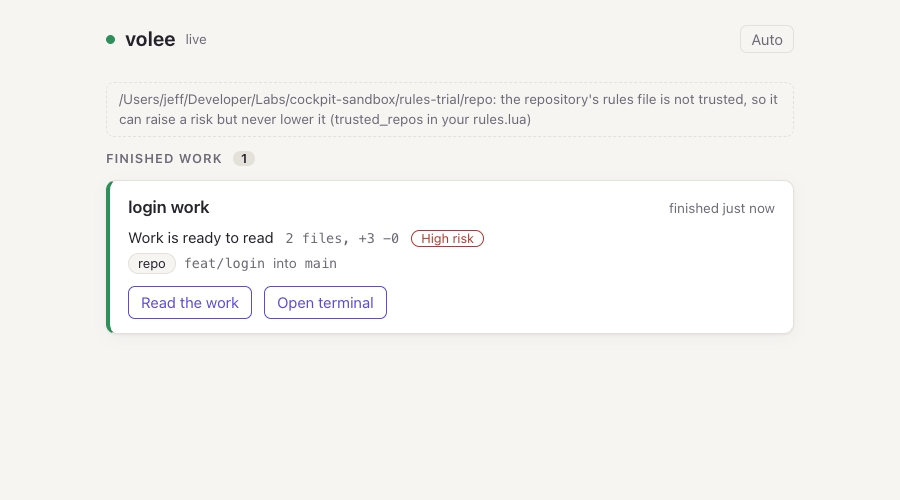 volee live
Auto
/Users/jeff/Developer/Labs/cockpit-sandbox/rules-trial/repo: the repository's rules file is not trusted, so it
can raise a risk but never lower it (trusted_repos in your rules.lua)
FINISHED WORK 1
login work
finished just now
Work is ready to read 2 files, +3 −0 High risk
repo feat/login into main
Read the work Open terminal